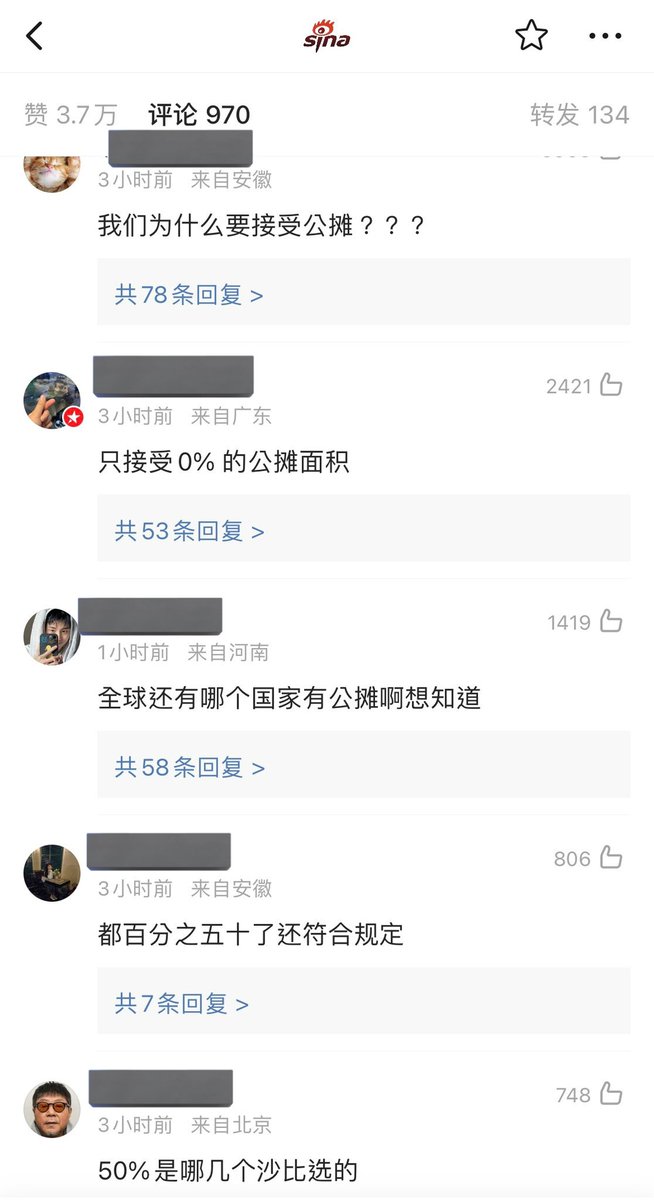 sina
赞 3.7万 评论 970 转发 134
3小时前 来自安徽
我们为什么要接受公摊？？？
共78条回复 >
2421
3小时前 来自广东
只接受0% 的公摊面积
共53条回复 >
1419
1小时前 来自河南
全球还有哪个国家有公摊啊想知道
共58条回复 >
806
3小时前 来自安徽
都百分之五十了还符合规定
共7条回复 >
748
3小时前 来自北京
50%是哪几个沙比选的